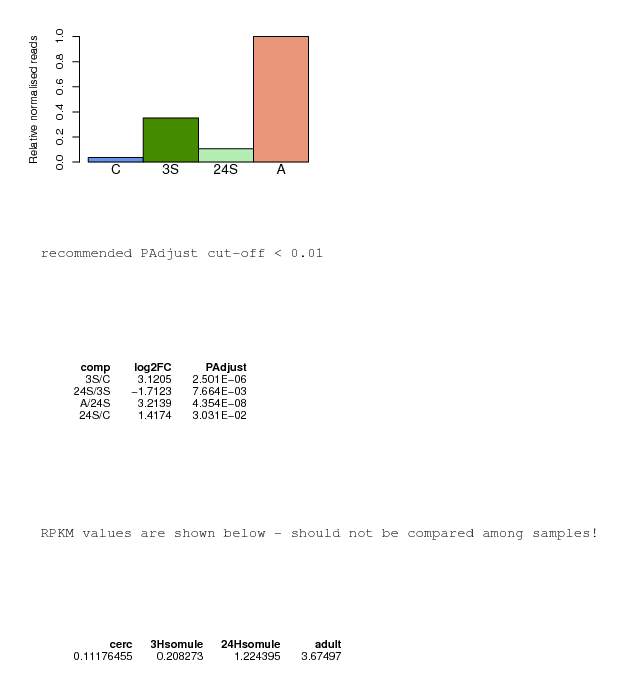 Relative normalised reads
1.0
0.8
0.6
0.4
0.2
0.0
C 3S 24S A
recommended PAdjust cut-off < 0.01
comp log2FC PAdjust
3S/C 3.1205 2.501E−06
24S/3S −1.7123 7.664E−03
A/24S 3.2139 4.354E−08
24S/C 1.4174 3.031E−02
RPKM values are shown below - should not be compared among samples!
cerc 3Hsomule 24Hsomule adult
0.11176455 0.208273 1.224395 3.67497